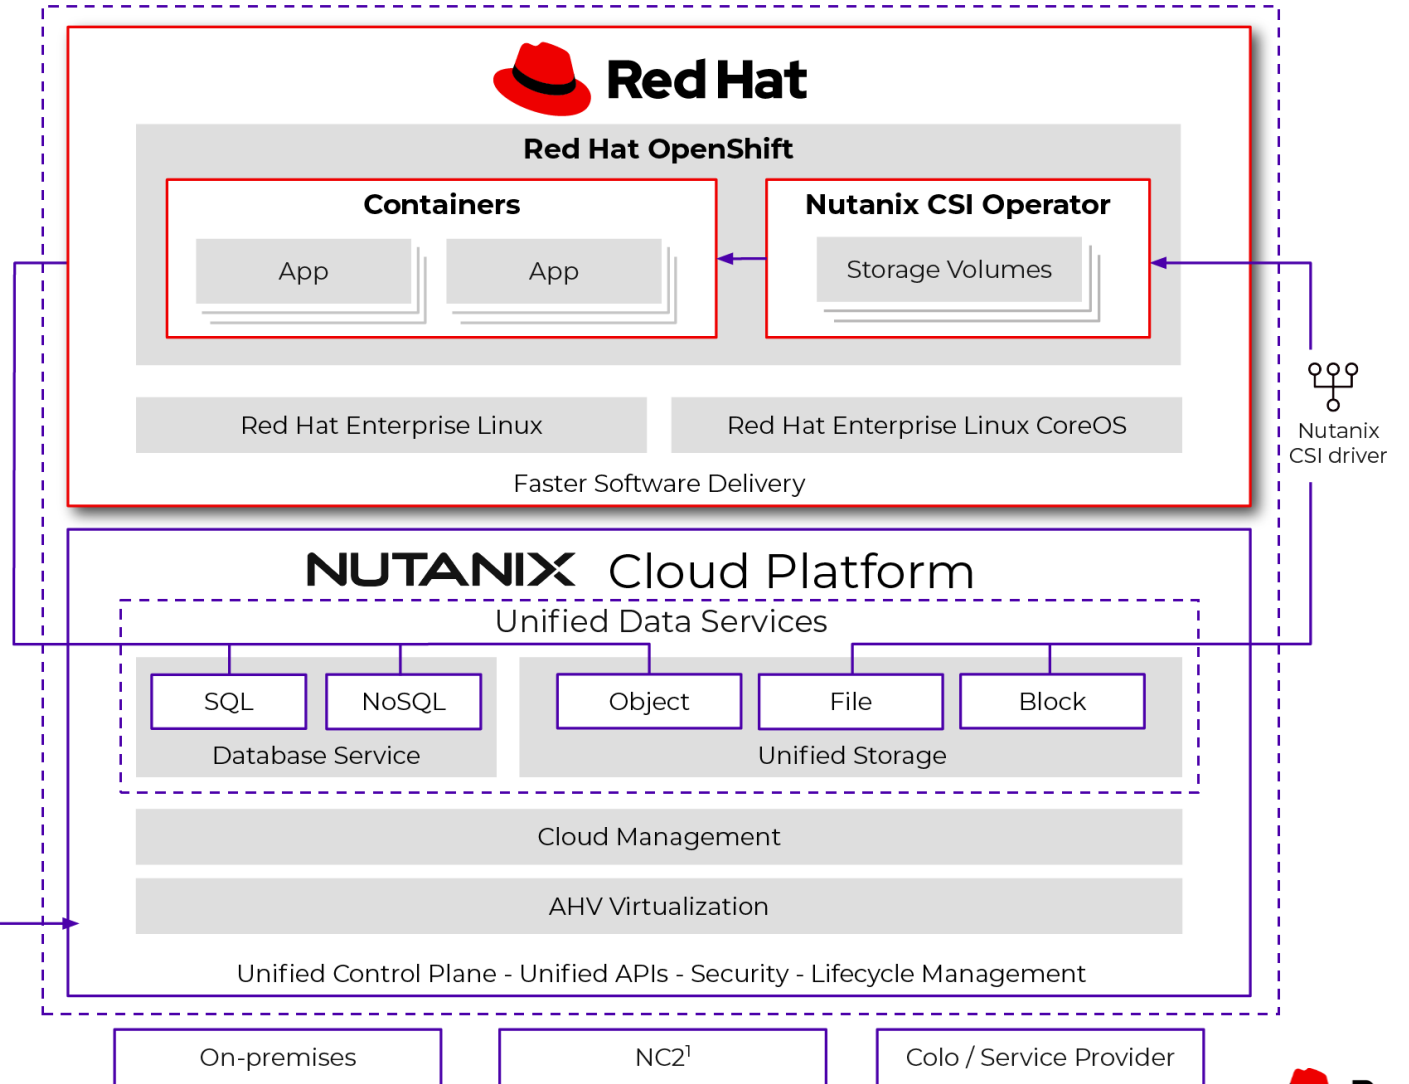 Red Hat
Red Hat OpenShift
Containers
Nutanix CSI Operator
App
App
Storage Volumes
Red Hat Enterprise Linux
Red Hat Enterprise Linux CoreOS
Faster Software Delivery
Nutanix
CSI driver
NUTANIX Cloud Platform
Unified Data Services
SQL
NoSQL
Object
File
Block
Database Service
Unified Storage
Cloud Management
AHV Virtualization
Unified Control Plane - Unified APIs - Security - Lifecycle Management
On-premises
NC2¹
Colo / Service Provider